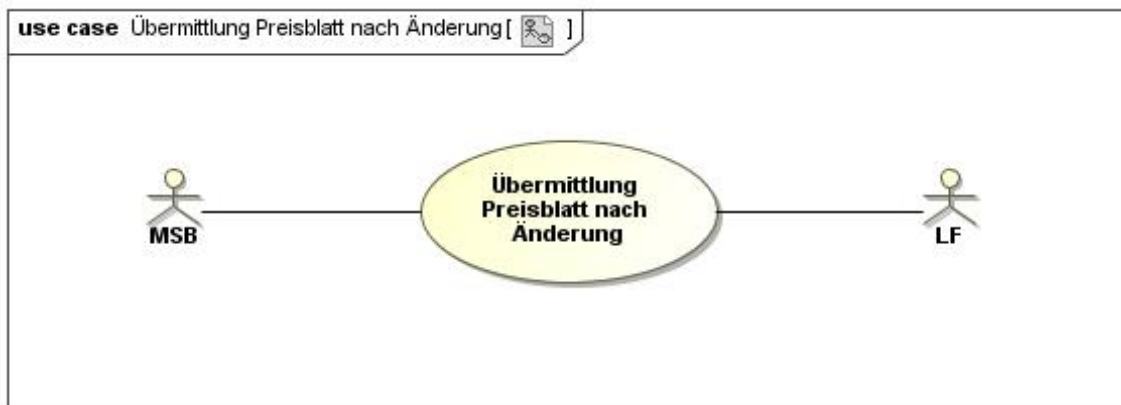 use case Übermittlung Preisblatt nach Änderung [ ]
Übermittlung
Preisblatt nach
Änderung
MSB
LF